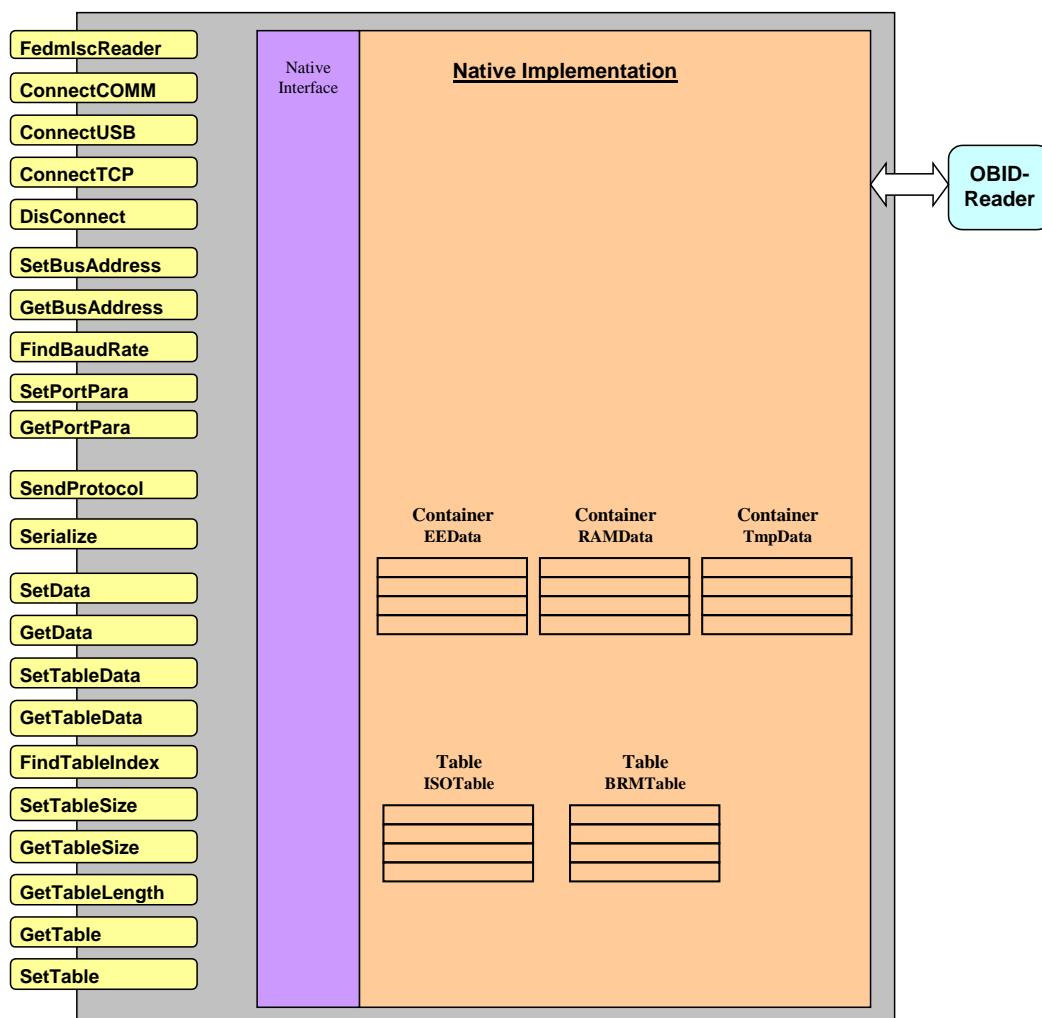 FedmIscReader
ConnectCOMM
ConnectUSB
ConnectTCP
DisConnect
SetBusAddress
GetBusAddress
FindBaudRate
SetPortPara
GetPortPara
SendProtocol
Serialize
SetData
GetData
SetTableData
GetTableData
FindTableIndex
SetTableSize
GetTableSize
GetTableLength
GetTable
SetTable
Native
Interface
Native Implementation
Container
EEData
Container
RAMData
Container
TmpData
Table
ISOTable
Table
BRMTable
OBID-
Reader